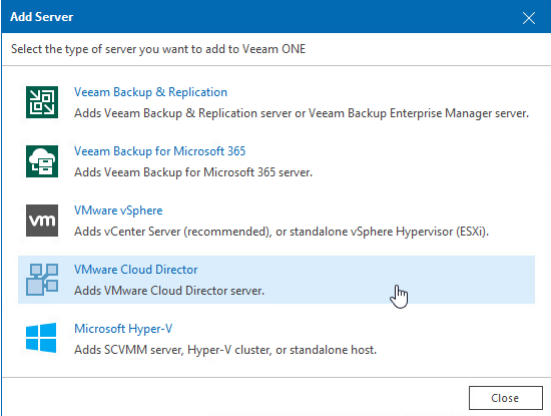 Add Server
Select the type of server you want to add to Veeam ONE
Veeam Backup & Replication
Adds Veeam Backup & Replication server or Veeam Backup Enterprise Manager server.
Veeam Backup for Microsoft 365
Adds Veeam Backup for Microsoft 365 server.
vm
VMware vSphere
Adds vCenter Server (recommended), or standalone vSphere Hypervisor (ESXi).
VMware Cloud Director
Adds VMware Cloud Director server.
Microsoft Hyper-V
Adds SCVMM server, Hyper-V cluster, or standalone host.
Close